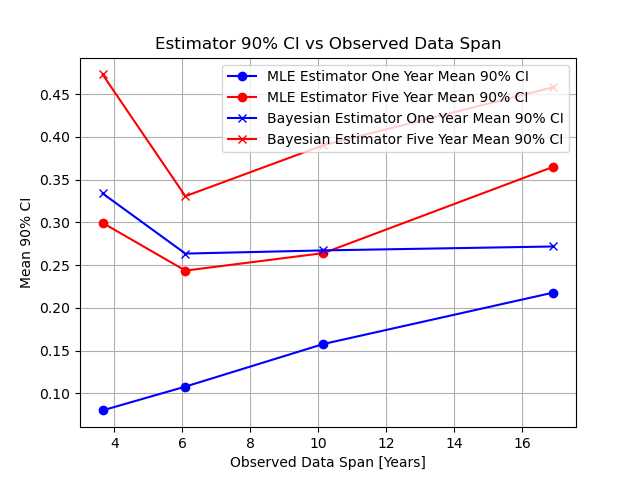 Estimator 90% CI vs Observed Data Span
MLE Estimator One Year Mean 90% CI
MLE Estimator Five Year Mean 90% CI
Bayesian Estimator One Year Mean 90% CI
Bayesian Estimator Five Year Mean 90% CI
Mean 90% CI
0.45
0.40
0.35
0.30
0.25
0.20
0.15
0.10
4 6 8 10 12 14 16
Observed Data Span [Years]